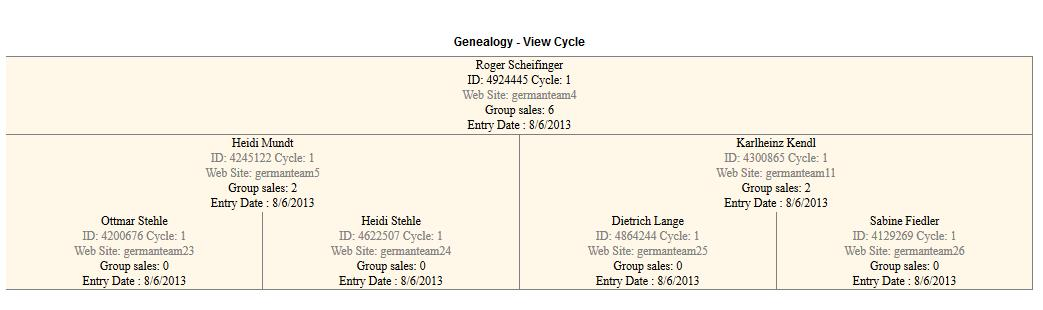 Genealogy - View Cycle
Roger Scheifinger
ID: 4924445 Cycle: 1
Web Site: germanteam4
Group sales: 6
Entry Date : 8/6/2013
Heidi Mundt
ID: 4245122 Cycle: 1
Web Site: germanteam5
Group sales: 2
Entry Date : 8/6/2013
Karlheinz Kendl
ID: 4300865 Cycle: 1
Web Site: germanteam11
Group sales: 2
Entry Date : 8/6/2013
Ottmar Stehle
ID: 4200676 Cycle: 1
Web Site: germanteam23
Group sales: 0
Entry Date : 8/6/2013
Heidi Stehle
ID: 4622507 Cycle: 1
Web Site: germanteam24
Group sales: 0
Entry Date : 8/6/2013
Dietrich Lange
ID: 4864244 Cycle: 1
Web Site: germanteam25
Group sales: 0
Entry Date : 8/6/2013
Sabine Fiedler
ID: 4129269 Cycle: 1
Web Site: germanteam26
Group sales: 0
Entry Date : 8/6/2013